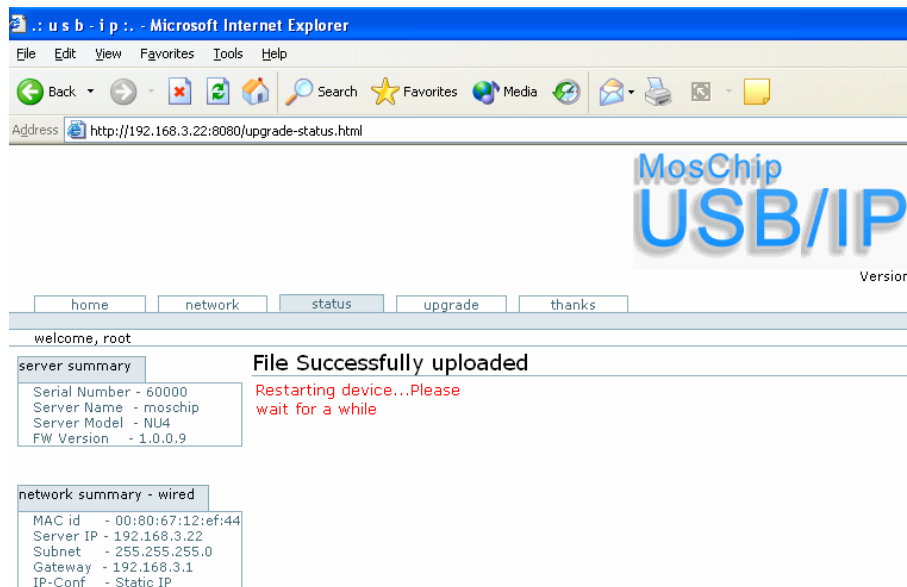 .: u s b - i p :. - Microsoft Internet Explorer
File Edit View Favorites Tools Help
Back Search Favorites Media
Address http://192.168.3.22:8080/upgrade-status.html
MosChip
USB/IP
Version
home network status upgrade thanks
welcome, root
server summary
Serial Number - 60000
Server Name - moschip
Server Model - NU4
FW Version - 1.0.0.9
File Successfully uploaded
Restarting device...Please
wait for a while
network summary - wired
MAC id - 00:80:67:12:ef:44
Server IP - 192.168.3.22
Subnet - 255.255.255.0
Gateway - 192.168.3.1
IP-Conf - Static IP